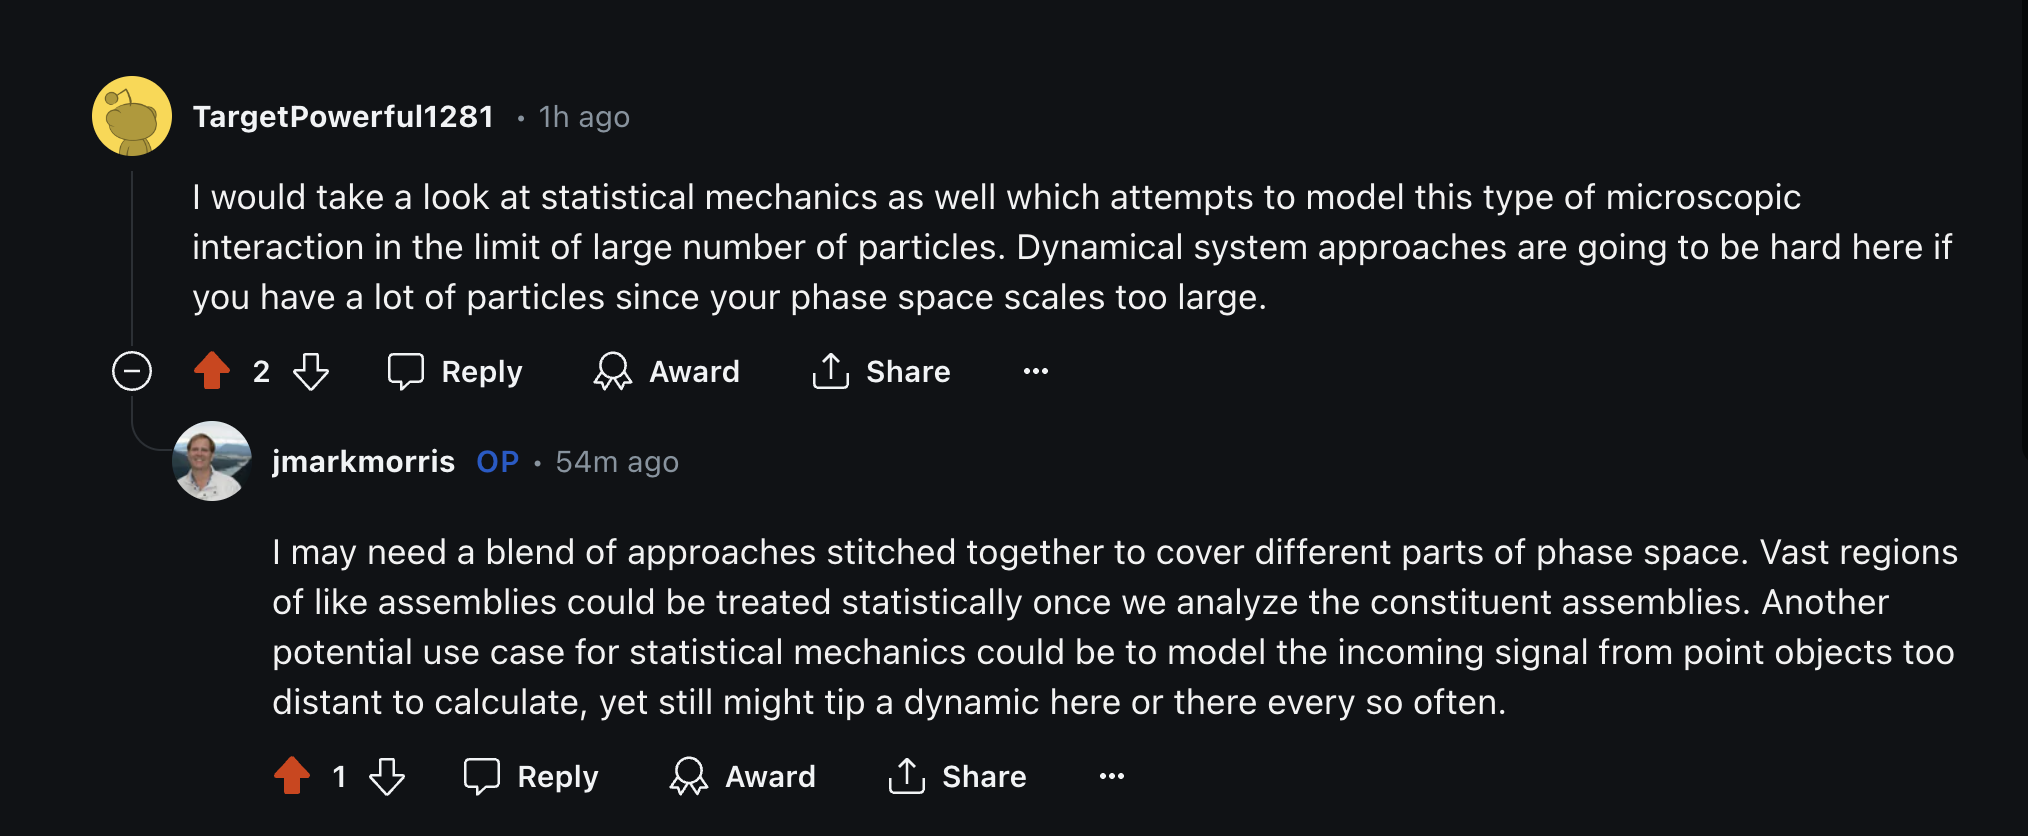 TargetPowerful1281 • 1h ago
I would take a look at statistical mechanics as well which attempts to model this type of microscopic
interaction in the limit of large number of particles. Dynamical system approaches are going to be hard here if
you have a lot of particles since your phase space scales too large.
2 Reply Award Share ...
jmarkmorris OP • 54m ago
I may need a blend of approaches stitched together to cover different parts of phase space. Vast regions
of like assemblies could be treated statistically once we analyze the constituent assemblies. Another
potential use case for statistical mechanics could be to model the incoming signal from point objects too
distant to calculate, yet still might tip a dynamic here or there every so often.
1 Reply Award Share ...